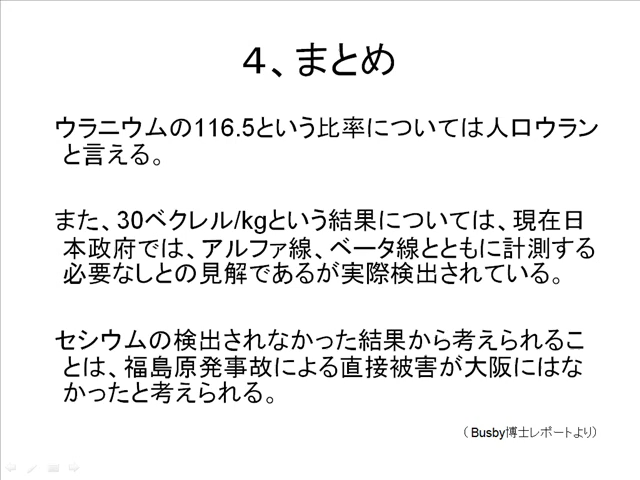 ４、まとめ
ウラニウムの116.5という比率については人口ウラン
と言える。
また、30ベクレル/kgという結果については、現在日
本政府では、アルファ線、ベータ線とともに計測する
必要なしとの見解であるが実際検出されている。
セシウムの検出されなかった結果から考えられるこ
とは、福島原発事故による直接被害が大阪にはな
かったと考えられる。
（ Busby博士レポートより）